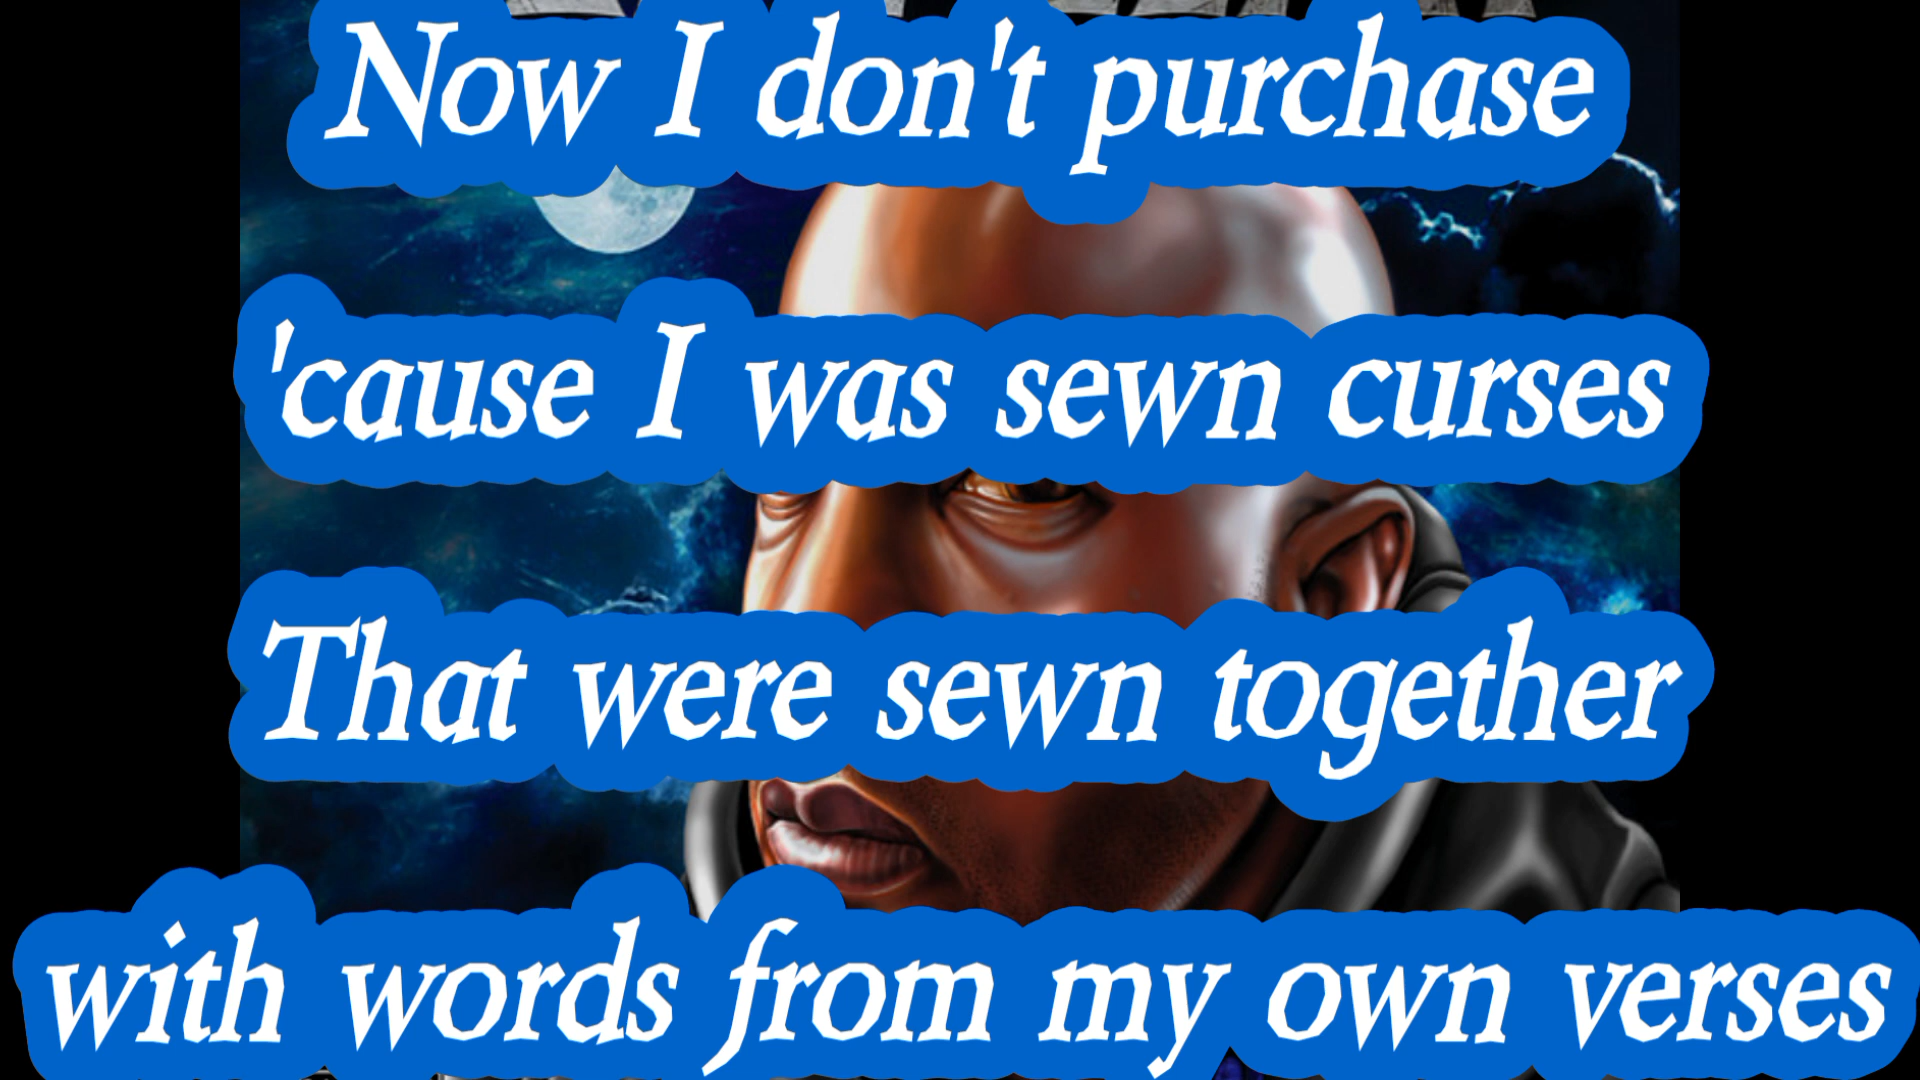 Now I don't purchase
'cause I was sewn curses
That were sewn together
with words from my own verses